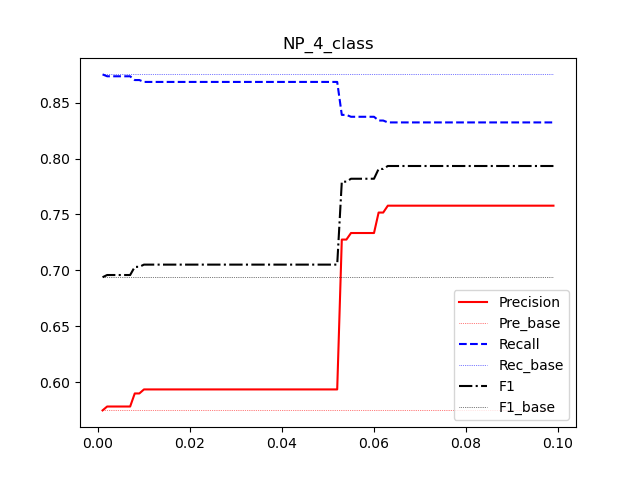 NP_4_class
0.85
0.80
0.75
0.70
0.65
0.60
Precision
Pre_base
Recall
Rec_base
F1
F1_base
0.00 0.02 0.04 0.06 0.08 0.10